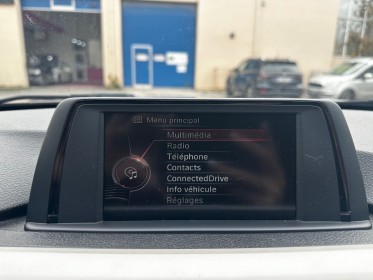 Menu principal
Multimédia
Radio
Téléphone
Contacts
ConnectedDrive
Info véhicule
Réglages